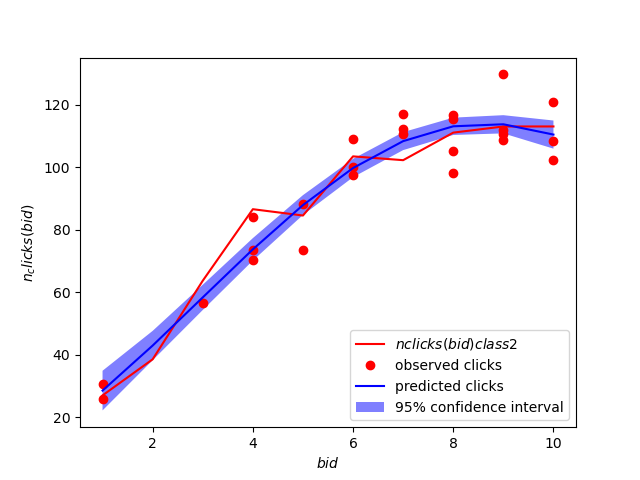 120
100
80
60
40
20
n_clicks(bid)
2
4
6
8
10
bid
nclicks(bid)class2
observed clicks
predicted clicks
95% confidence interval